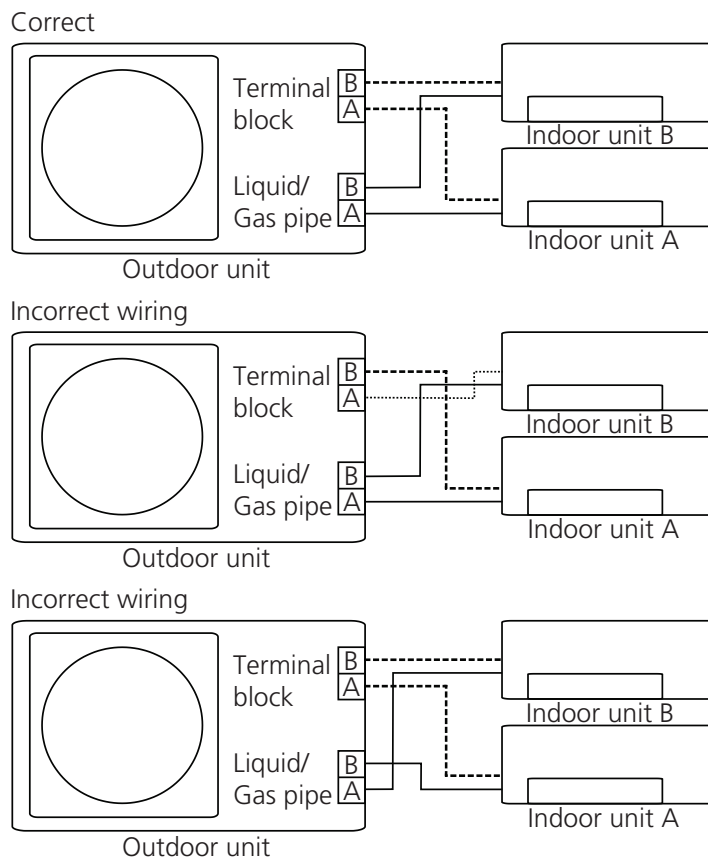 Correct
Terminal B
block A
Indoor unit B
Liquid/ B
Gas pipe A
Indoor unit A
Outdoor unit
Incorrect wiring
Terminal B
block A
Indoor unit B
Liquid/ B
Gas pipe A
Indoor unit A
Outdoor unit
Incorrect wiring
Terminal B
block A
Indoor unit B
Liquid/ B
Gas pipe A
Indoor unit A
Outdoor unit